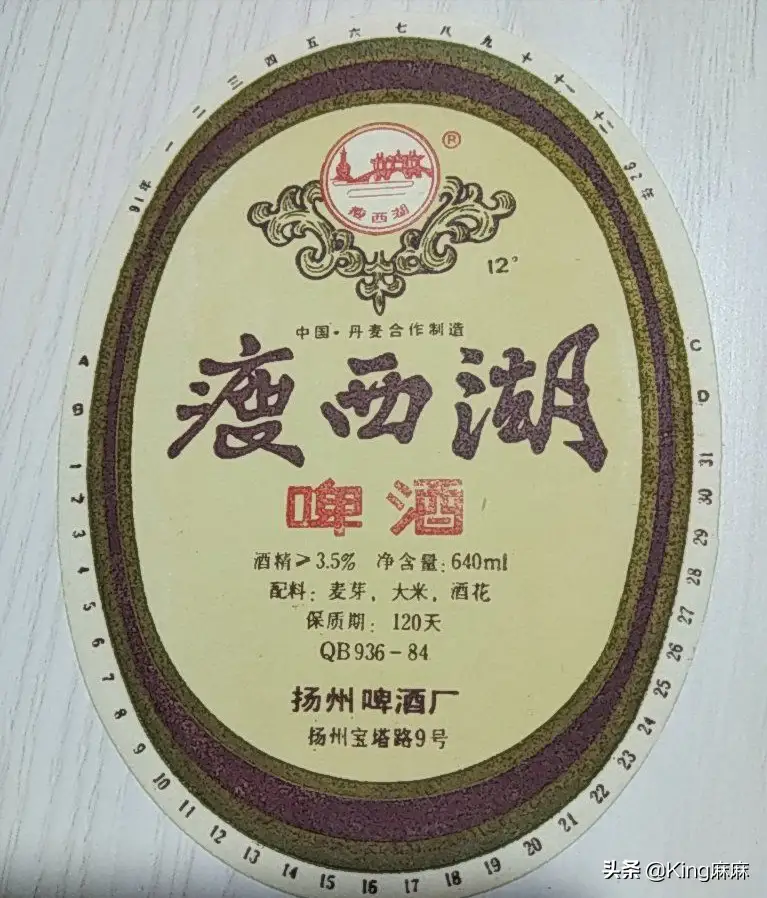 91年 一 二 三 四 五 六 七 八 九 十 十一 十二 92年
瘦西湖
®
12°
中国·丹麦合作制造
瘦西湖
啤酒
酒精≥3.5% 净含量:640ml
配料:麦芽,大米,酒花
保质期:120天
QB936-84
扬州啤酒厂
扬州宝塔路9号
A B 1 2 3 4 5 6 7 8 9 10 11 12 13 14 15 16 17 18 19 20 21 22 23 24 25 26 27 28 29 30 31 D C
头条 @King麻麻